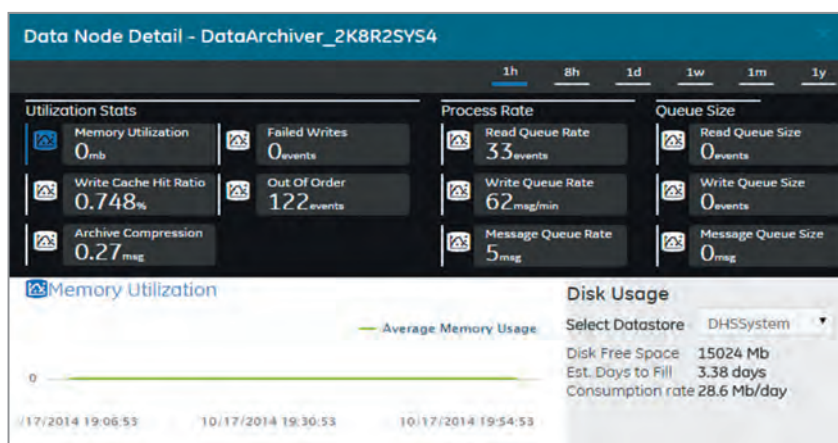 Data Node Detail - DataArchiver_2K8R2SYS4
1h 8h 1d 1w 1m 1y
Utilization Stats
Memory Utilization
0mb
Failed Writes
0events
Write Cache Hit Ratio
0.748%
Out Of Order
122events
Archive Compression
0.27msg
Process Rate
Read Queue Rate
33events
Write Queue Rate
62msg/min
Message Queue Rate
5msg
Queue Size
Read Queue Size
0events
Write Queue Size
0events
Message Queue Size
0msg
Memory Utilization
Average Memory Usage
0
/17/2014 19:06:53 10/17/2014 19:30:53 10/17/2014 19:54:53
Disk Usage
Select Datastore DHSSystem
Disk Free Space 15024 Mb
Est. Days to Fill 3.38 days
Consumption rate 28.6 Mb/day